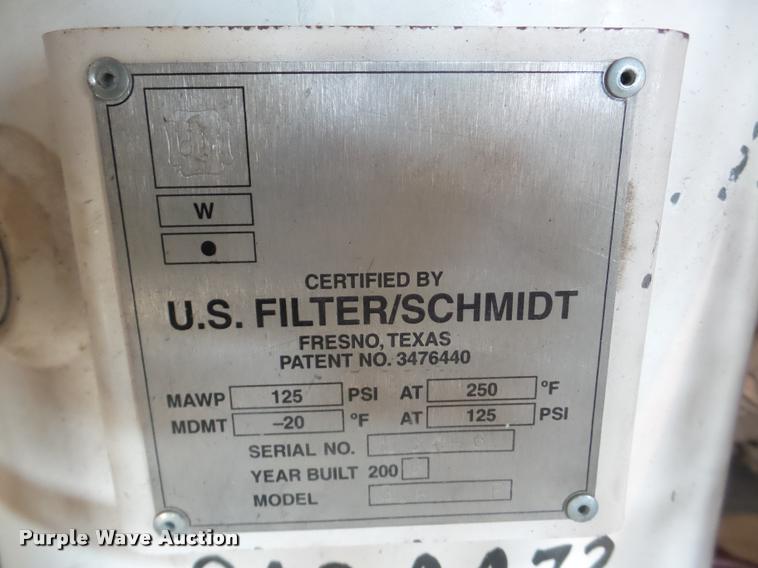 W
CERTIFIED BY
U.S. FILTER/SCHMIDT
FRESNO, TEXAS
PATENT NO. 3476440
MAWP 125 PSI AT 250 °F
MDMT -20 °F AT 125 PSI
SERIAL NO.
YEAR BUILT 200
MODEL
Purple Wave Auction